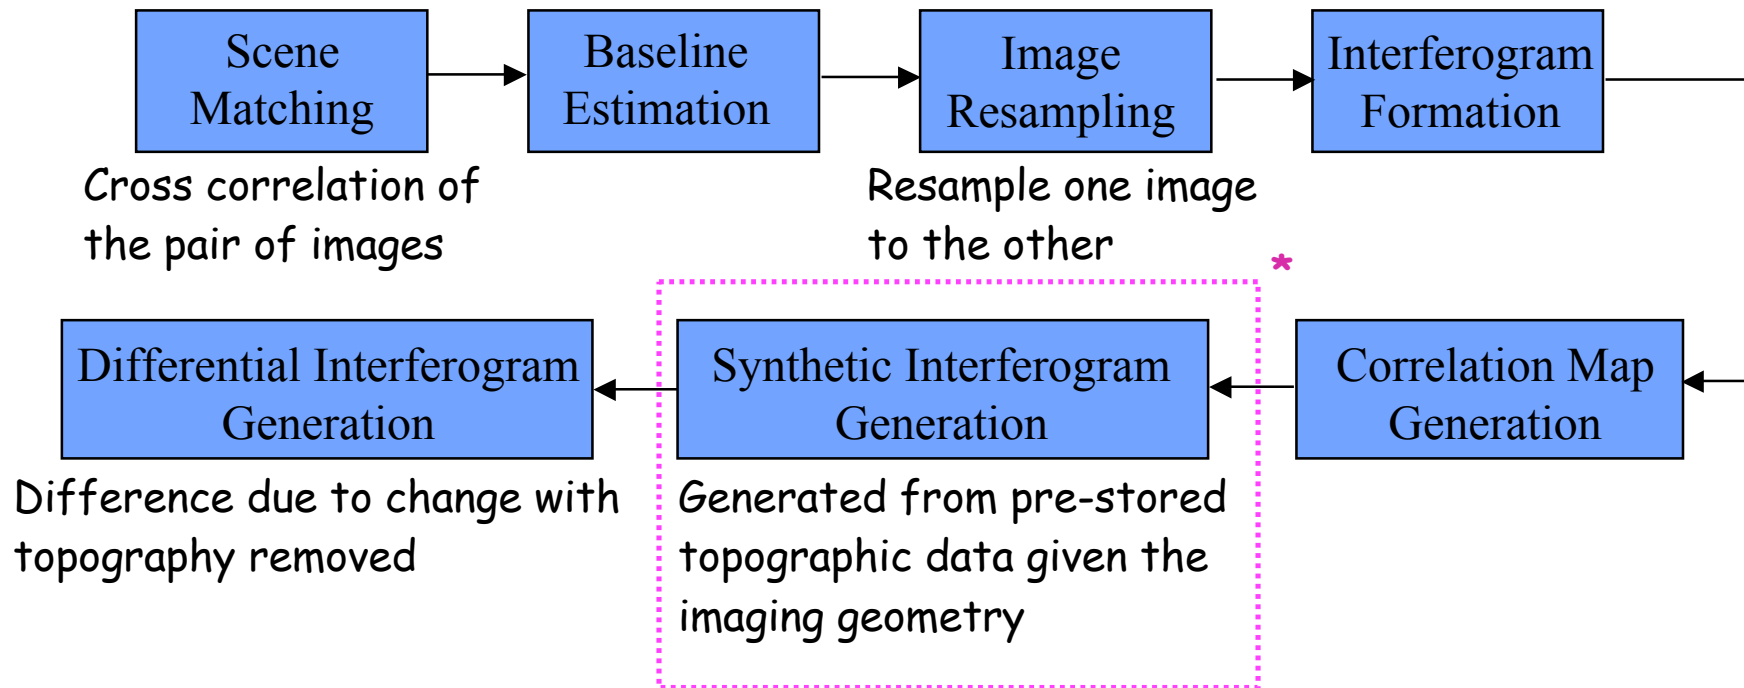 Scene
Matching
Baseline
Estimation
Image
Resampling
Interferogram
Formation
Cross correlation of
the pair of images
Resample one image
to the other
*
Differential Interferogram
Generation
Synthetic Interferogram
Generation
Correlation Map
Generation
Difference due to change with
topography removed
Generated from pre-stored
topographic data given the
imaging geometry